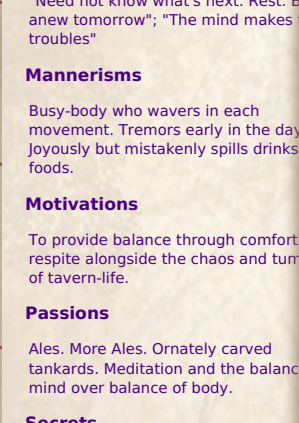 "Need not know what's next. Rest.
anew tomorrow"; "The mind makes
troubles"
Mannerisms
Busy-body who wavers in each
movement. Tremors early in the day
Joyously but mistakenly spills drinks
foods.
Motivations
To provide balance through comfort
respite alongside the chaos and
of tavern-life.
Passions
Ales. More Ales. Ornately carved
tankards. Meditation and the
mind over balance of body.
Secrets